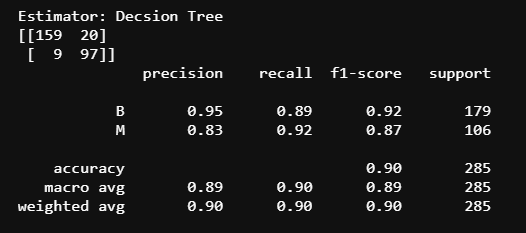 Estimator: Decsion Tree
[[159  20]
 [  9  97]]
              precision    recall  f1-score   support

           B       0.95      0.89      0.92       179
           M       0.83      0.92      0.87       106

    accuracy                           0.90       285
   macro avg       0.89      0.90      0.89       285
weighted avg       0.90      0.90      0.90       285